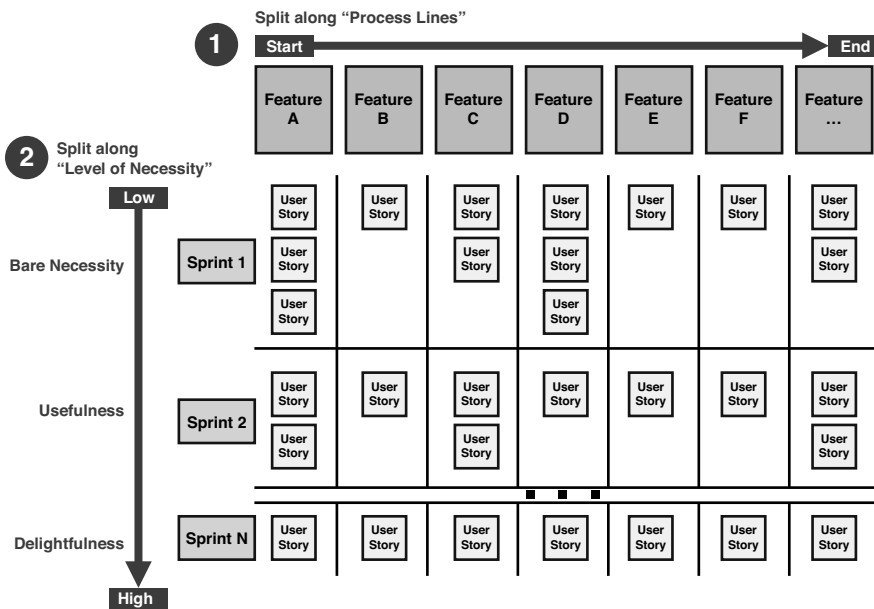 Split along “Process Lines”
1
Start
End
Feature
A
Feature
B
Feature
C
Feature
D
Feature
E
Feature
F
Feature
…
2
Split along
“Level of Necessity”
Low
Bare Necessity
Sprint 1
User
Story
User
Story
User
Story
User
Story
User
Story
User
Story
User
Story
User
Story
User
Story
User
Story
User
Story
User
Story
User
Story
Usefulness
Sprint 2
User
Story
User
Story
User
Story
User
Story
User
Story
User
Story
User
Story
User
Story
User
Story
User
Story
Delightfulness
Sprint N
User
Story
User
Story
User
Story
User
Story
User
Story
User
Story
User
Story
High